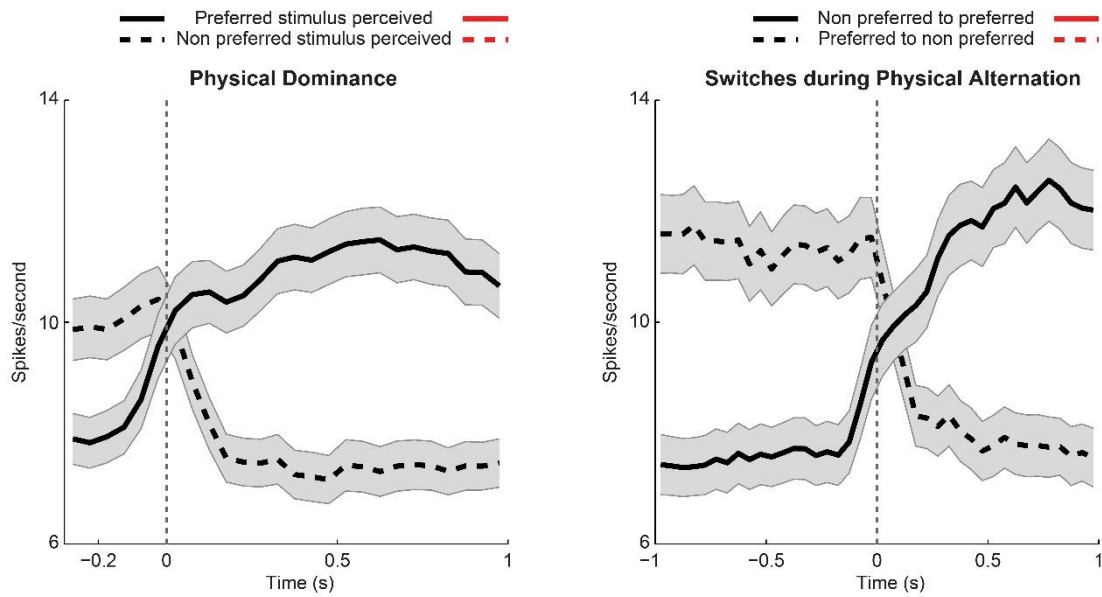 Preferred stimulus perceived
Non preferred stimulus perceived
Physical Dominance
14
10
6
Spikes/second
−0.2
0
0.5
1
Time (s)
Non preferred to preferred
Preferred to non preferred
Switches during Physical Alternation
14
10
6
Spikes/second
−1
−0.5
0
0.5
1
Time (s)